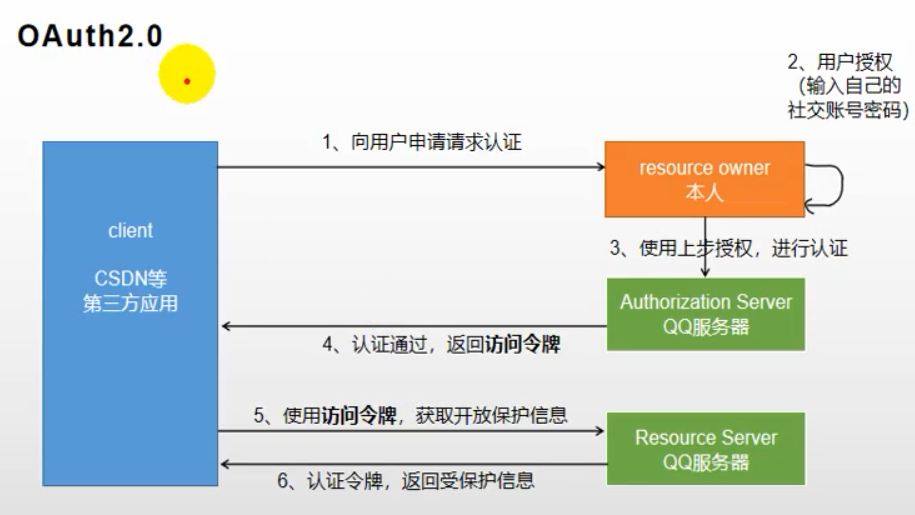 OAuth2.0
2、用户授权
（输入自己的
社交账号密码）
1、向用户申请请求认证
resource owner
本人
client
CSDN等
第三方应用
3、使用上步授权，进行认证
Authorization Server
QQ服务器
4、认证通过，返回访问令牌
5、使用访问令牌，获取开放保护信息
Resource Server
QQ服务器
6、认证令牌，返回受保护信息